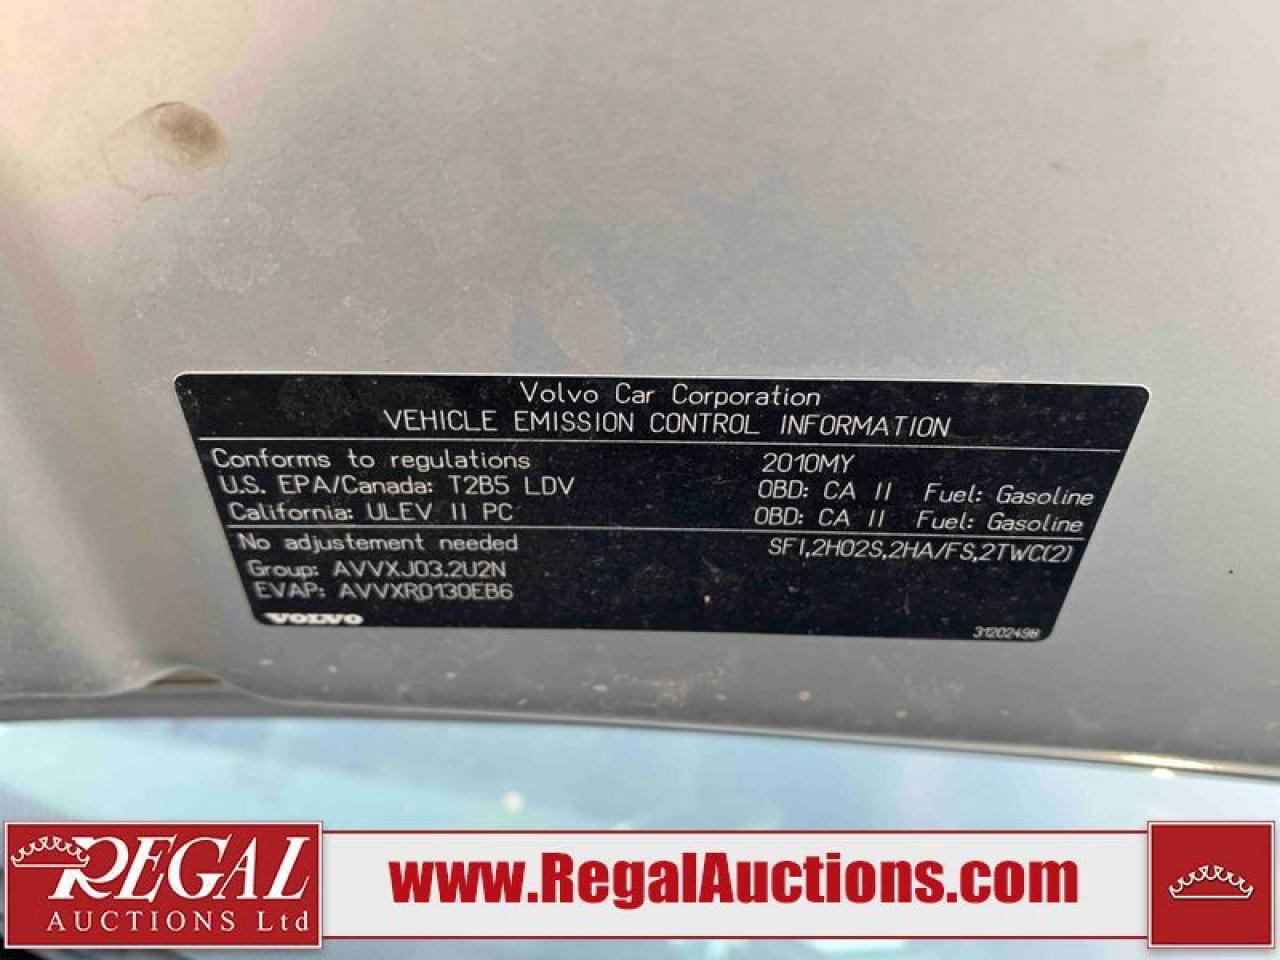 Volvo Car Corporation
VEHICLE EMISSION CONTROL INFORMATION
Conforms to regulations 2010MY
U.S. EPA/Canada: T2B5 LDV OBD: CA II Fuel: Gasoline
California: ULEV II PC OBD: CA II Fuel: Gasoline
No adjustement needed SFI,2HO2S,2HA/FS,2TWC(2)
Group: AVVXJ03.2U2N
EVAP: AVVXR0130EB6
VOLVO 31202498
REGAL
AUCTIONS Ltd
www.RegalAuctions.com